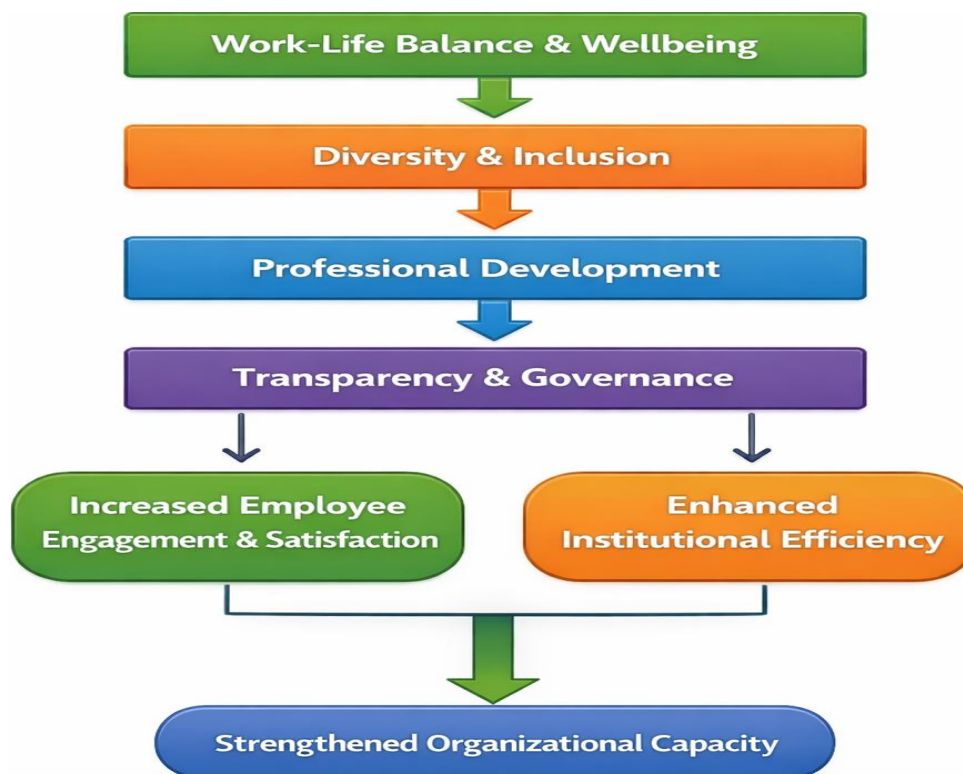 Work-Life Balance & Wellbeing
Diversity & Inclusion
Professional Development
Transparency & Governance
Increased Employee
Engagement & Satisfaction
Enhanced
Institutional Efficiency
Strengthened Organizational Capacity